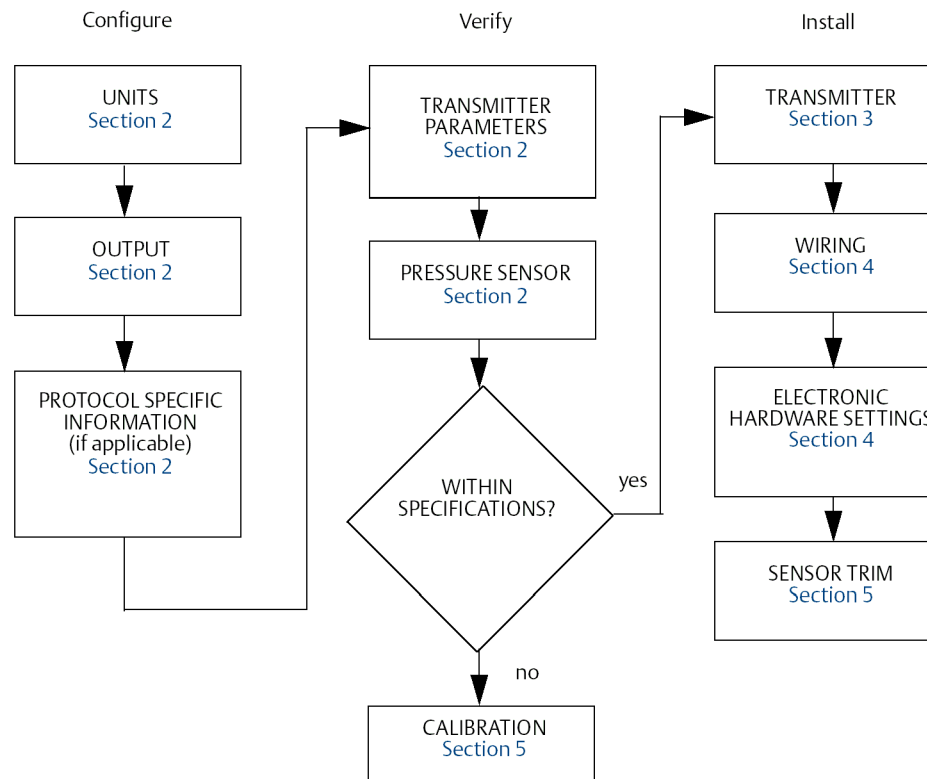 Configure
UNITS
Section 2
OUTPUT
Section 2
PROTOCOL SPECIFIC
INFORMATION
(if applicable)
Section 2
Verify
TRANSMITTER
PARAMETERS
Section 2
PRESSURE SENSOR
Section 2
WITHIN
SPECIFICATIONS?
yes
no
CALIBRATION
Section 5
Install
TRANSMITTER
Section 3
WIRING
Section 4
ELECTRONIC
HARDWARE SETTINGS
Section 4
SENSOR TRIM
Section 5